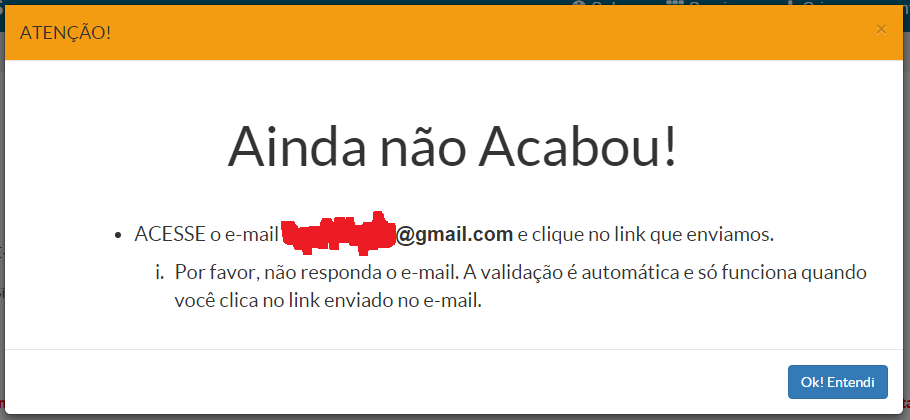 ATENÇÃO!
×
Ainda não Acabou!
• ACESSE o e-mail @gmail.com e clique no link que enviamos.
i. Por favor, não responda o e-mail. A validação é automática e só funciona quando
você clica no link enviado no e-mail.
Ok! Entendi